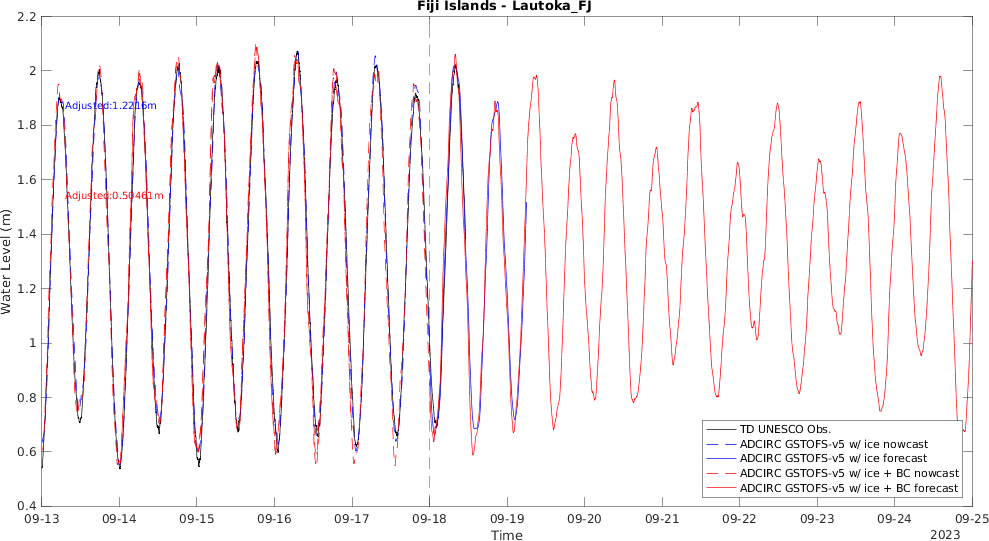 Fiji Islands - Lautoka_FJ
2.2
2
1.8
1.6
1.4
1.2
1
0.8
0.6
0.4
Water Level (m)
Adjusted:1.2216m
Adjusted:0.50461m
TD UNESCO Obs.
ADCIRC GSTOFS-v5 w/ ice nowcast
ADCIRC GSTOFS-v5 w/ ice forecast
ADCIRC GSTOFS-v5 w/ ice + BC nowcast
ADCIRC GSTOFS-v5 w/ ice + BC forecast
09-13 09-14 09-15 09-16 09-17 09-18 09-19 09-20 09-21 09-22 09-23 09-24 09-25
Time
2023